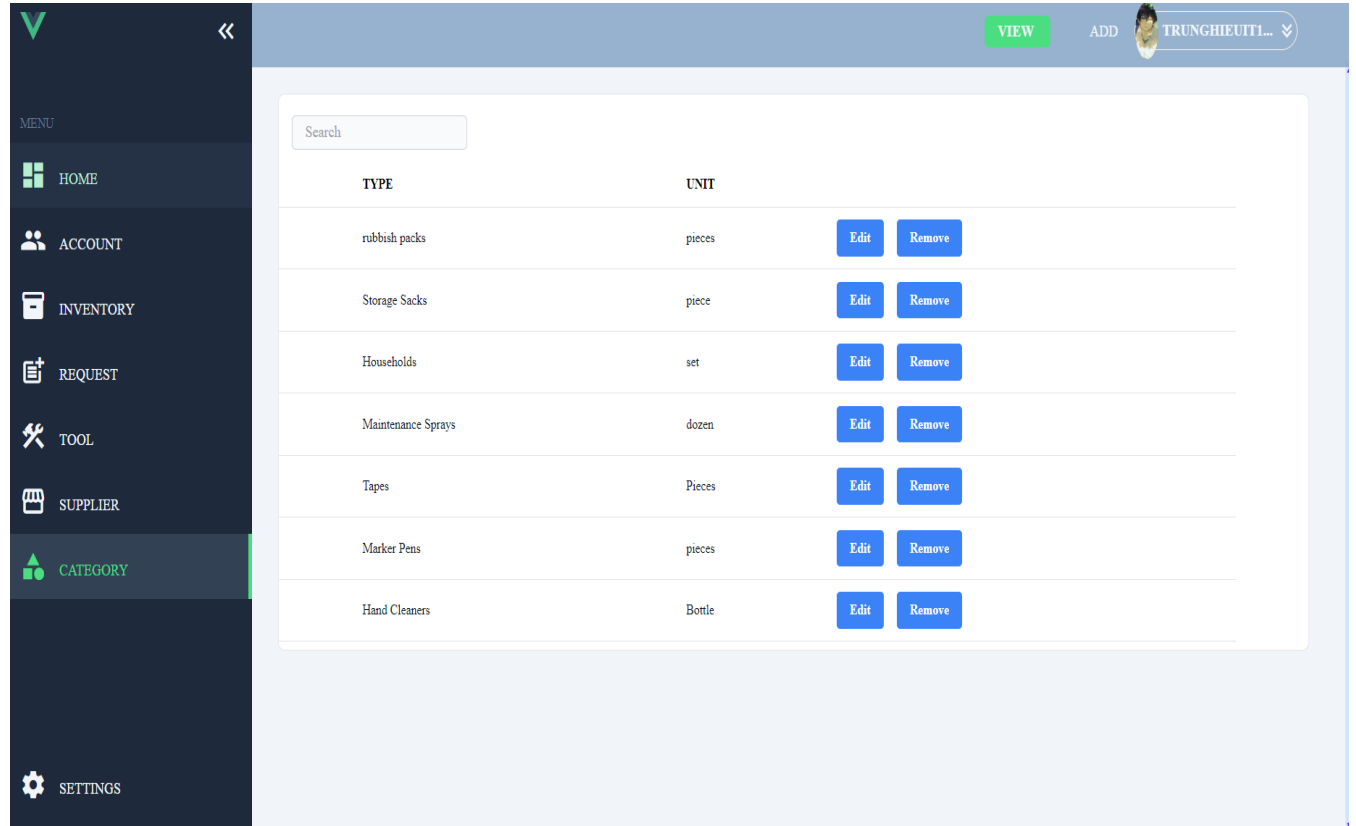 VIEW ADD TRUNGHIEUIT1...
MENU
HOME
ACCOUNT
INVENTORY
REQUEST
TOOL
SUPPLIER
CATEGORY
SETTINGS
Search
TYPE UNIT
rubbish packs pieces Edit Remove
Storage Sacks piece Edit Remove
Households set Edit Remove
Maintenance Sprays dozen Edit Remove
Tapes Pieces Edit Remove
Marker Pens pieces Edit Remove
Hand Cleaners Bottle Edit Remove